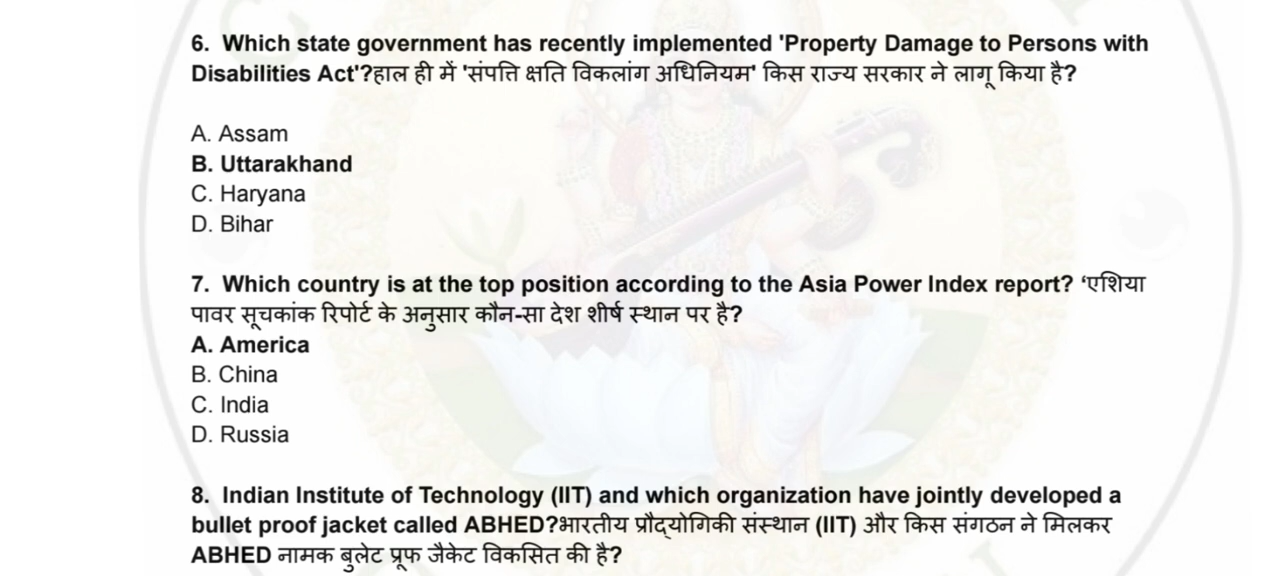 6. Which state government has recently implemented 'Property Damage to Persons with
Disabilities Act'?हाल ही में 'संपत्ति क्षति विकलांग अधिनियम' किस राज्य सरकार ने लागू किया है?
A. Assam
B. Uttarakhand
C. Haryana
D. Bihar
7. Which country is at the top position according to the Asia Power Index report? ‘एशिया
पावर सूचकांक रिपोर्ट के अनुसार कौन-सा देश शीर्ष स्थान पर है?
A. America
B. China
C. India
D. Russia
8. Indian Institute of Technology (IIT) and which organization have jointly developed a
bullet proof jacket called ABHED?भारतीय प्रौद्योगिकी संस्थान (IIT) और किस संगठन ने मिलकर
ABHED नामक बुलेट प्रूफ जैकेट विकसित की है?